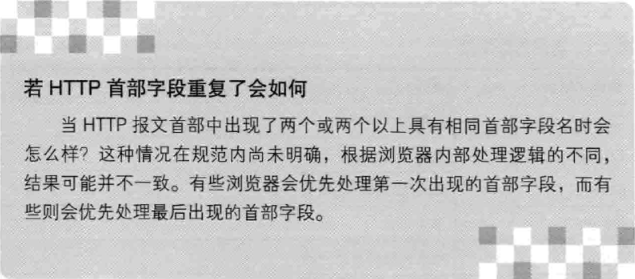 若 HTTP 首部字段重复了会如何
当 HTTP 报文首部中出现了两个或两个以上具有相同首部字段名时会
怎么样？这种情况在规范内尚未明确，根据浏览器内部处理逻辑的不同，
结果可能并不一致。有些浏览器会优先处理第一次出现的首部字段，而有
些则会优先处理最后出现的首部字段。